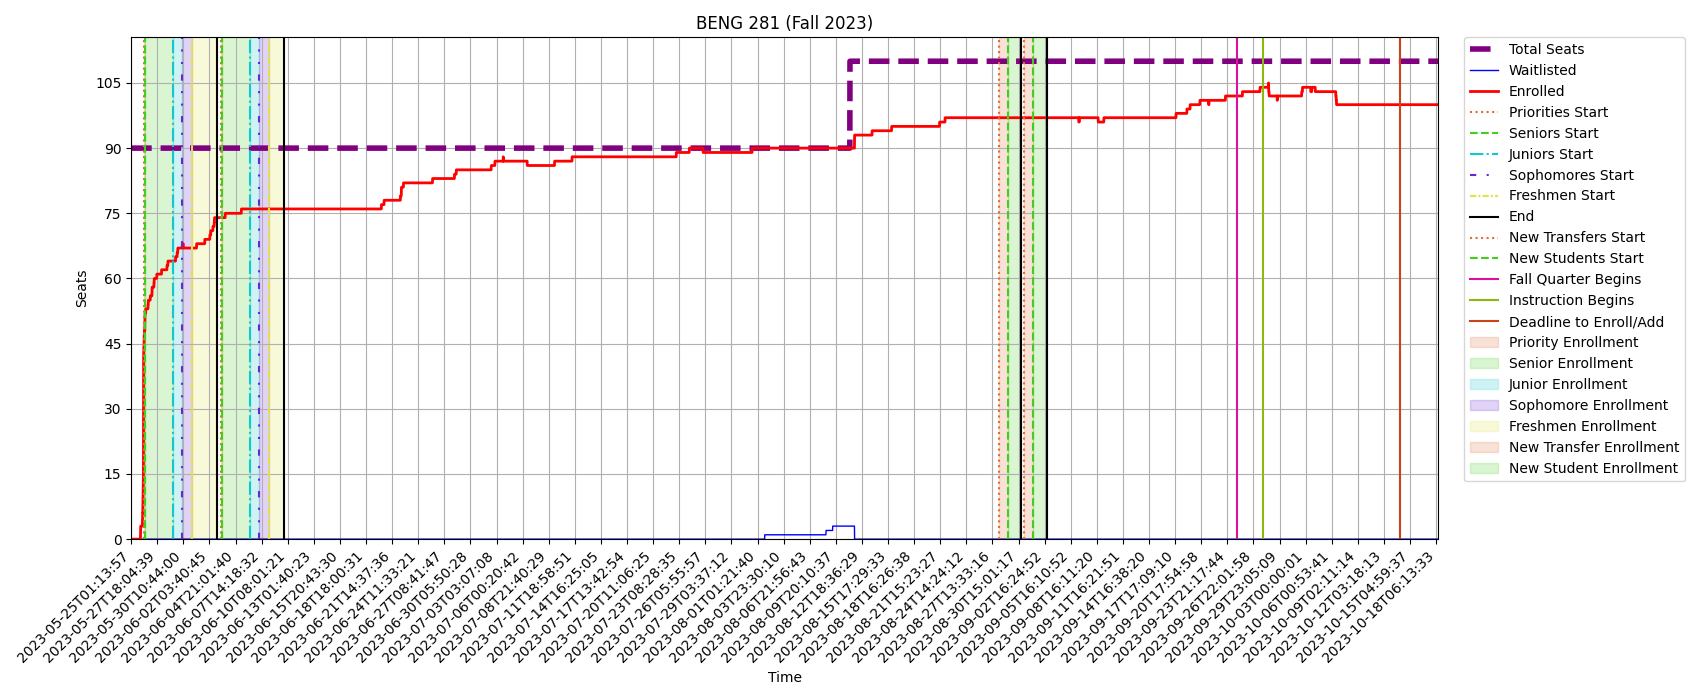 BENG 281 (Fall 2023)
Seats
105
90
75
60
45
30
15
0
2023-05-25T01:13:57
2023-05-27T18:04:39
2023-05-30T10:44:00
2023-06-02T03:40:45
2023-06-04T21:01:40
2023-06-07T14:18:32
2023-06-10T08:01:21
2023-06-13T01:40:23
2023-06-15T20:43:30
2023-06-18T18:00:31
2023-06-21T14:37:36
2023-06-24T11:33:21
2023-06-27T08:41:47
2023-06-30T05:50:28
2023-07-03T03:07:08
2023-07-06T00:20:42
2023-07-08T21:40:29
2023-07-11T18:58:51
2023-07-14T16:25:05
2023-07-17T13:42:54
2023-07-20T11:06:25
2023-07-23T08:28:35
2023-07-26T05:55:57
2023-07-29T03:37:12
2023-08-01T01:21:40
2023-08-03T23:30:10
2023-08-06T21:56:43
2023-08-09T20:10:37
2023-08-12T18:36:29
2023-08-15T17:29:33
2023-08-18T16:26:38
2023-08-21T15:23:27
2023-08-24T14:24:12
2023-08-27T13:33:16
2023-08-30T15:01:17
2023-09-02T16:24:52
2023-09-05T16:10:52
2023-09-08T16:11:20
2023-09-11T16:21:51
2023-09-14T16:38:20
2023-09-17T17:09:10
2023-09-20T17:54:58
2023-09-23T21:17:44
2023-09-26T22:01:58
2023-09-29T23:05:09
2023-10-03T00:00:01
2023-10-06T00:53:41
2023-10-09T02:11:14
2023-10-12T03:18:13
2023-10-15T04:59:37
2023-10-18T06:13:33
Time
Total Seats
Waitlisted
Enrolled
Priorities Start
Seniors Start
Juniors Start
Sophomores Start
Freshmen Start
End
New Transfers Start
New Students Start
Fall Quarter Begins
Instruction Begins
Deadline to Enroll/Add
Priority Enrollment
Senior Enrollment
Junior Enrollment
Sophomore Enrollment
Freshmen Enrollment
New Transfer Enrollment
New Student Enrollment